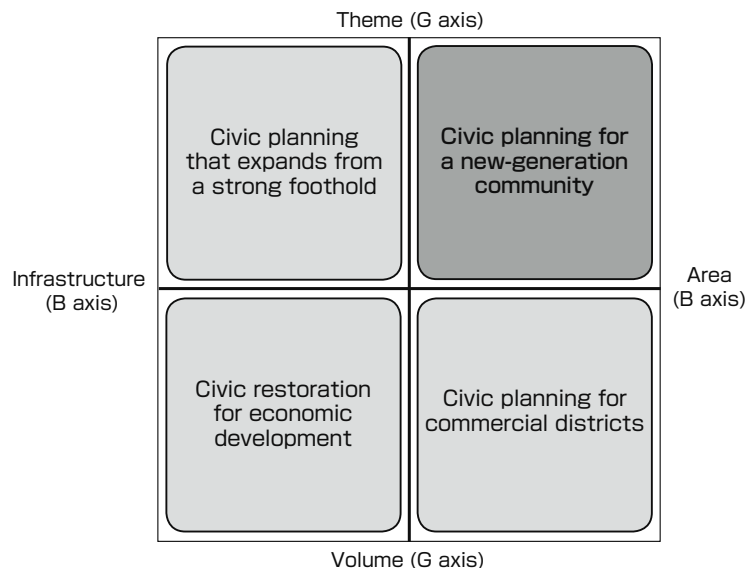 Theme (G axis)
Civic planning
that expands from
a strong foothold
Civic planning for
a new-generation
community
Infrastructure
(B axis)
Area
(B axis)
Civic restoration
for economic
development
Civic planning for
commercial districts
Volume (G axis)